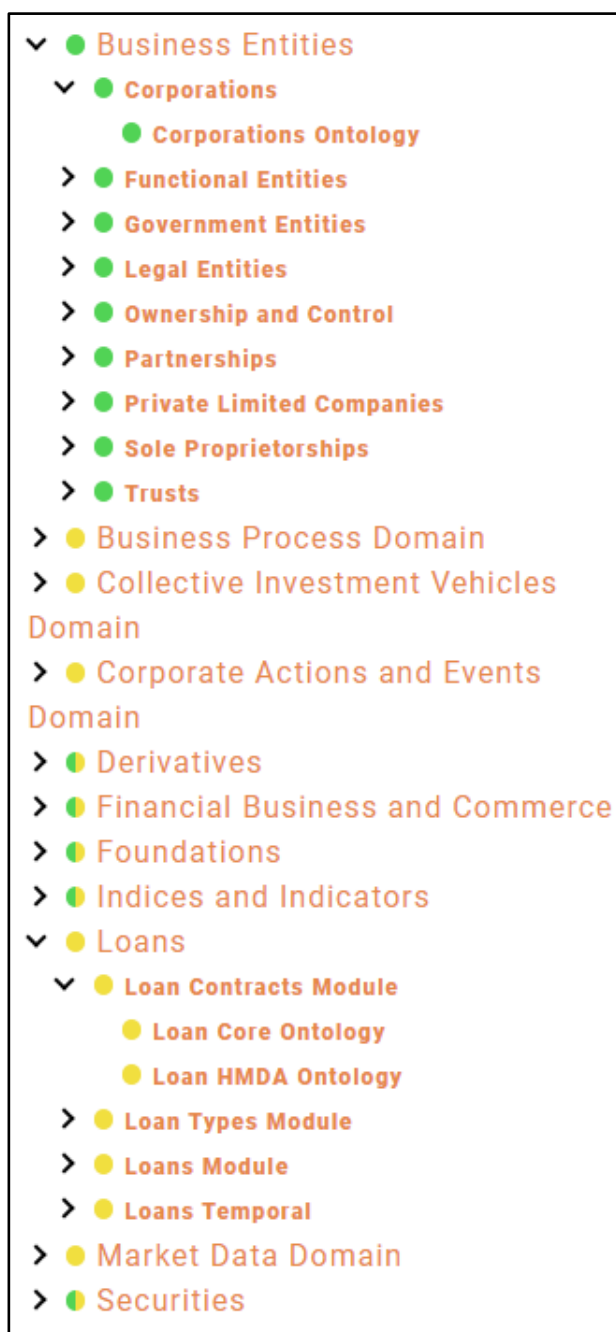 Business Entities
Corporations
Corporations Ontology
Functional Entities
Government Entities
Legal Entities
Ownership and Control
Partnerships
Private Limited Companies
Sole Proprietorships
Trusts
Business Process Domain
Collective Investment Vehicles
Domain
Corporate Actions and Events
Domain
Derivatives
Financial Business and Commerce
Foundations
Indices and Indicators
Loans
Loan Contracts Module
Loan Core Ontology
Loan HMDA Ontology
Loan Types Module
Loans Module
Loans Temporal
Market Data Domain
Securities